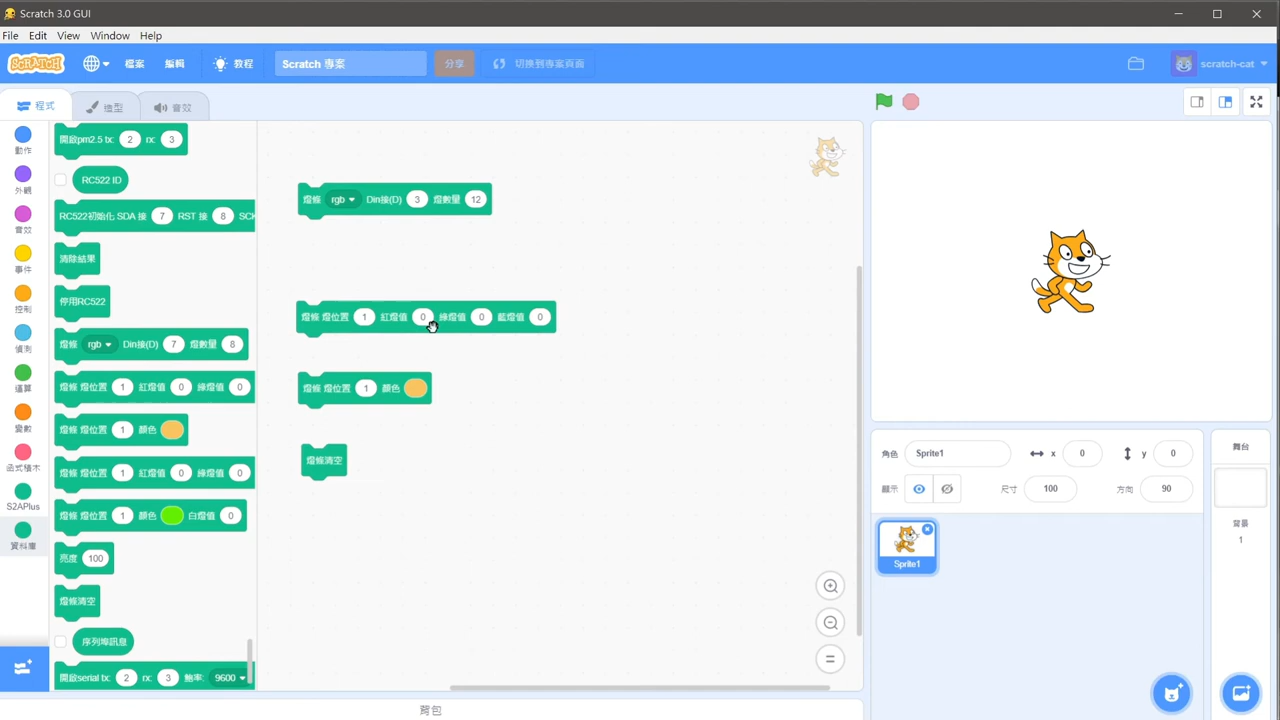 Scratch 3.0 GUI
File Edit View Window Help
SCRATCH 檔案 編輯 教程 Scratch 專案 分享 切換到專案頁面 scratch-cat
程式 造型 音效
動作
外觀
音效
事件
控制
偵測
運算
變數
函式積木
S2APlus
資料庫
開啟pm2.5 tx: 2 rx: 3
RC522 ID
RC522初始化 SDA 接 7 RST 接 8 SCK
清除結果
停用RC522
燈條 rgb Din接(D) 7 燈數量 8
燈條 燈位置 1 紅燈值 0 綠燈值 0
燈條 燈位置 1 顏色
燈條 燈位置 1 紅燈值 0 綠燈值 0
燈條 燈位置 1 顏色 白燈值 0
亮度 100
燈條清空
序列埠訊息
開啟serial tx: 2 rx: 3 鮑率: 9600
燈條 rgb Din接(D) 3 燈數量 12
燈條 燈位置 1 紅燈值 0 綠燈值 0 藍燈值 0
燈條 燈位置 1 顏色
燈條清空
背包
角色 Sprite1 x 0 y 0
顯示 尺寸 100 方向 90
Sprite1
舞台
背景
1